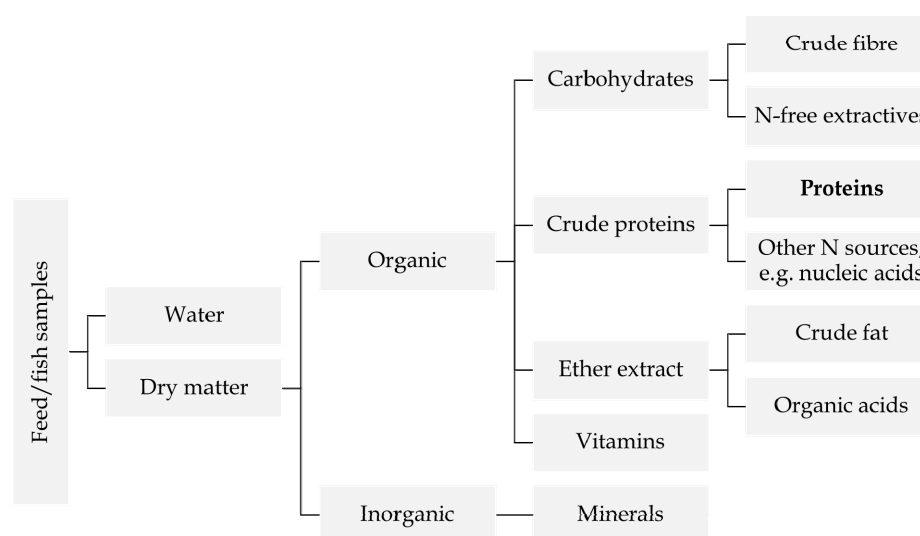 Feed/fish samples
Water
Dry matter
Organic
Inorganic
Carbohydrates
Crude proteins
Ether extract
Vitamins
Minerals
Crude fibre
N-free extractives
Proteins
Other N sources,
e.g. nucleic acids
Crude fat
Organic acids